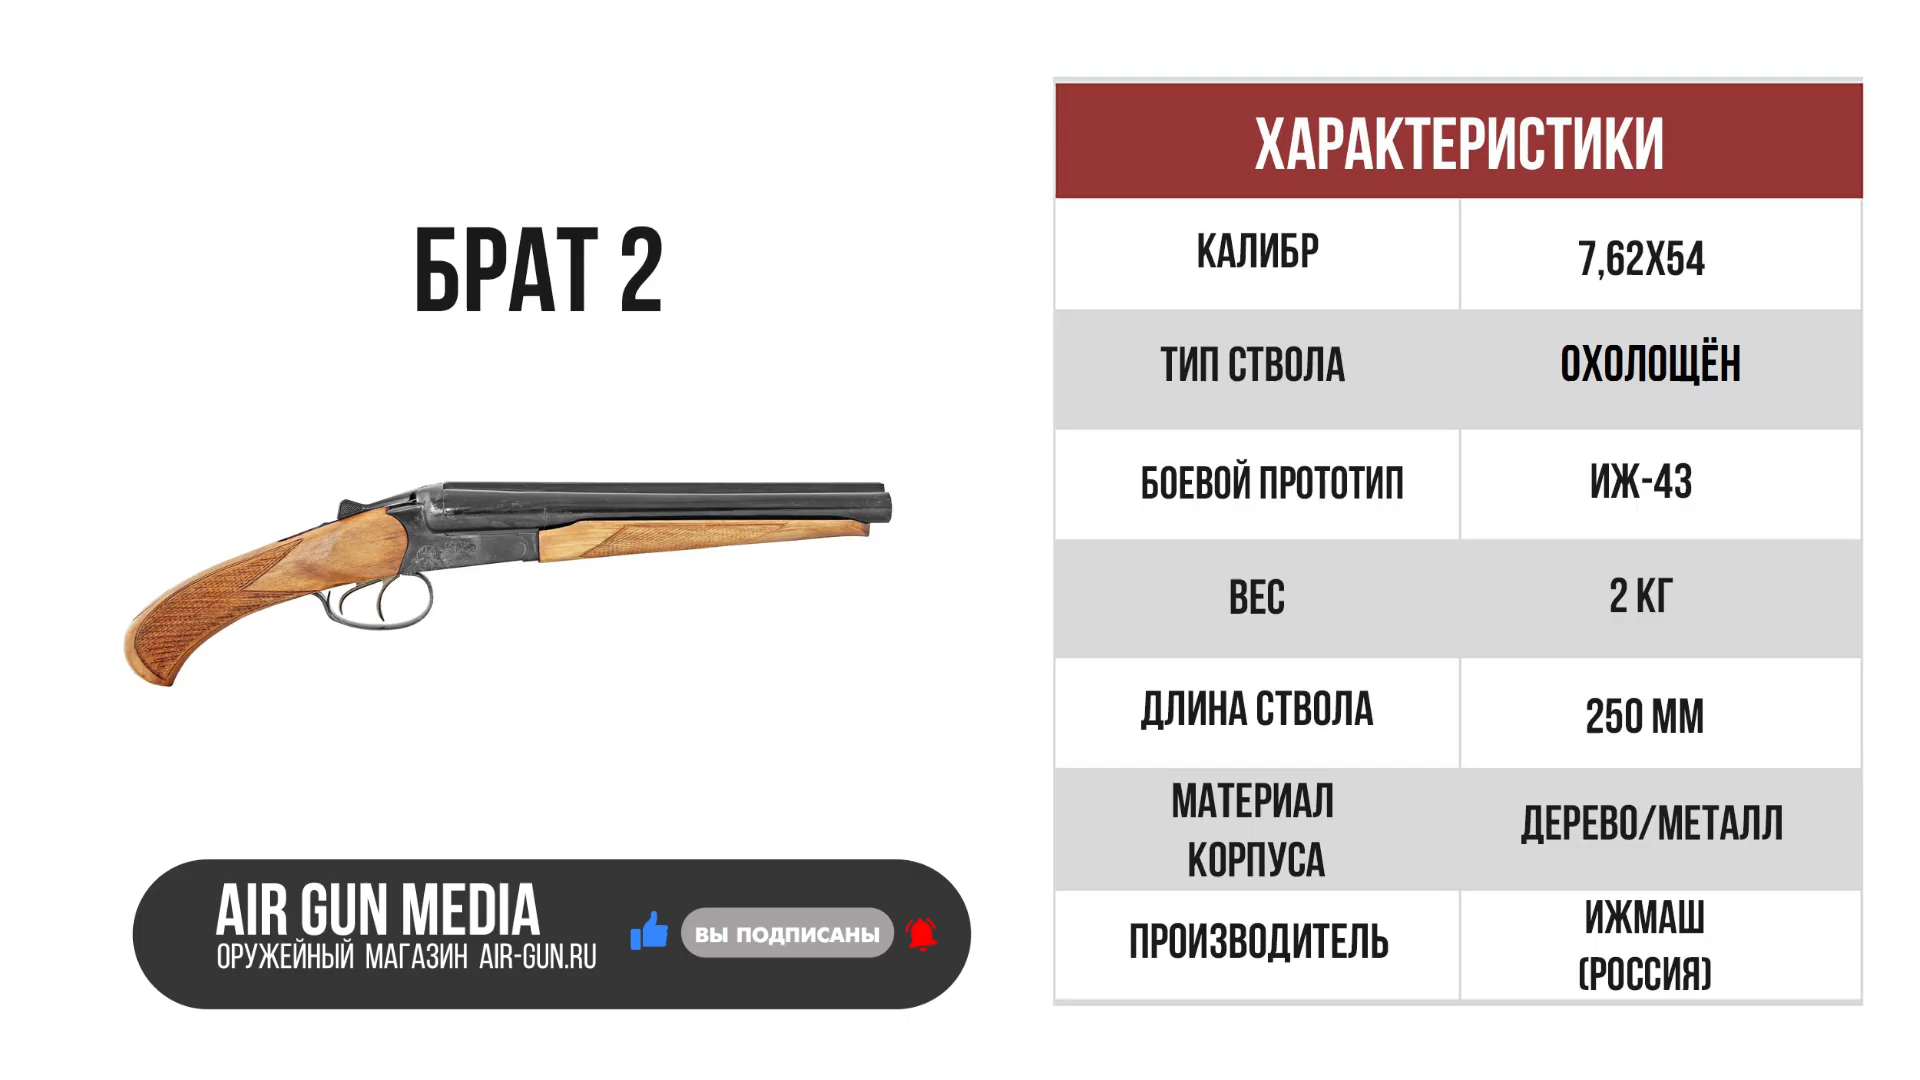 БРАТ 2
ХАРАКТЕРИСТИКИ
КАЛИБР 7,62Х54
ТИП СТВОЛА ОХОЛОЩЁН
БОЕВОЙ ПРОТОТИП ИЖ-43
ВЕС 2 КГ
ДЛИНА СТВОЛА 250 ММ
МАТЕРИАЛ
КОРПУСА
ДЕРЕВО/МЕТАЛЛ
ПРОИЗВОДИТЕЛЬ
ИЖМАШ
(РОССИЯ)
AIR GUN MEDIA
ОРУЖЕЙНЫЙ МАГАЗИН AIR-GUN.RU
ВЫ ПОДПИСАНЫ